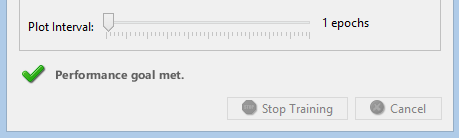 Plot Interval: 1 epochs
Performance goal met.
Stop Training Cancel